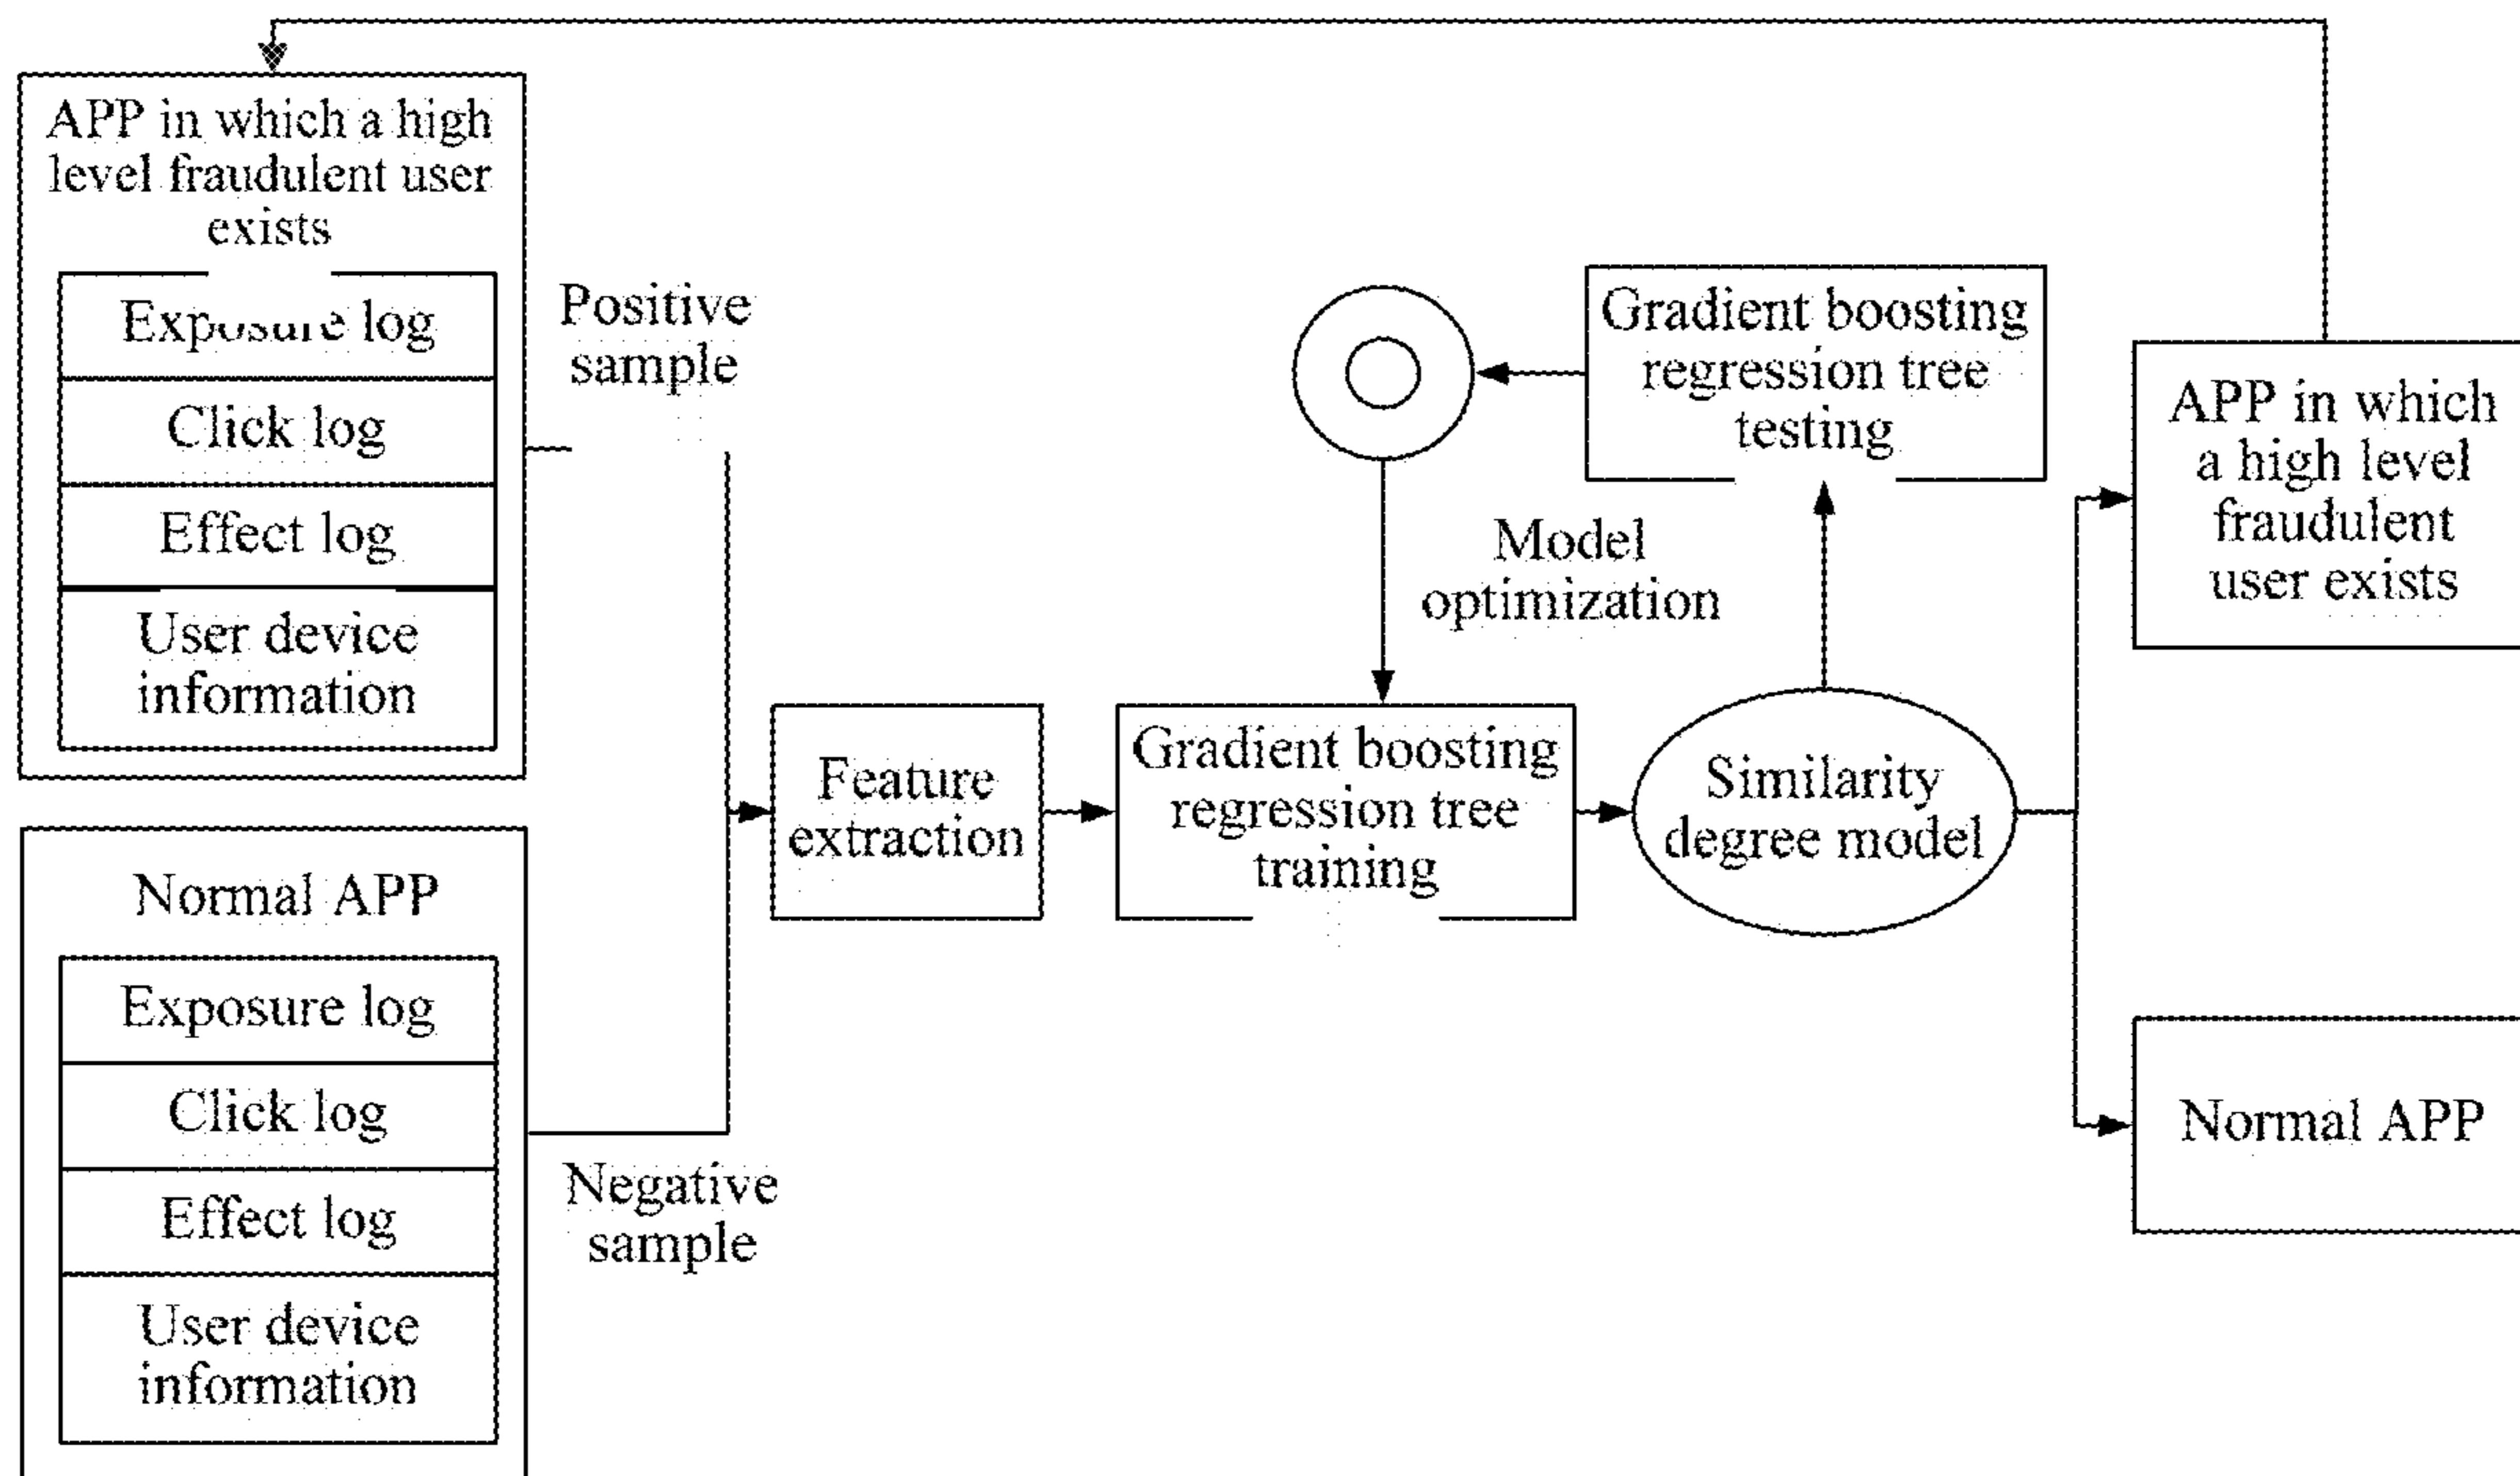 APP in which a high
level fraudulent user
exists
Exposure log
Click log
Effect log
User device
information
Positive
sample
Normal APP
Exposure log
Click log
Effect log
User device
information
Negative
sample
Feature
extraction
Gradient boosting
regression tree
training
Model
optimization
Gradient boosting
regression tree
testing
Similarity
degree model
APP in which
a high level
fraudulent
user exists
Normal APP